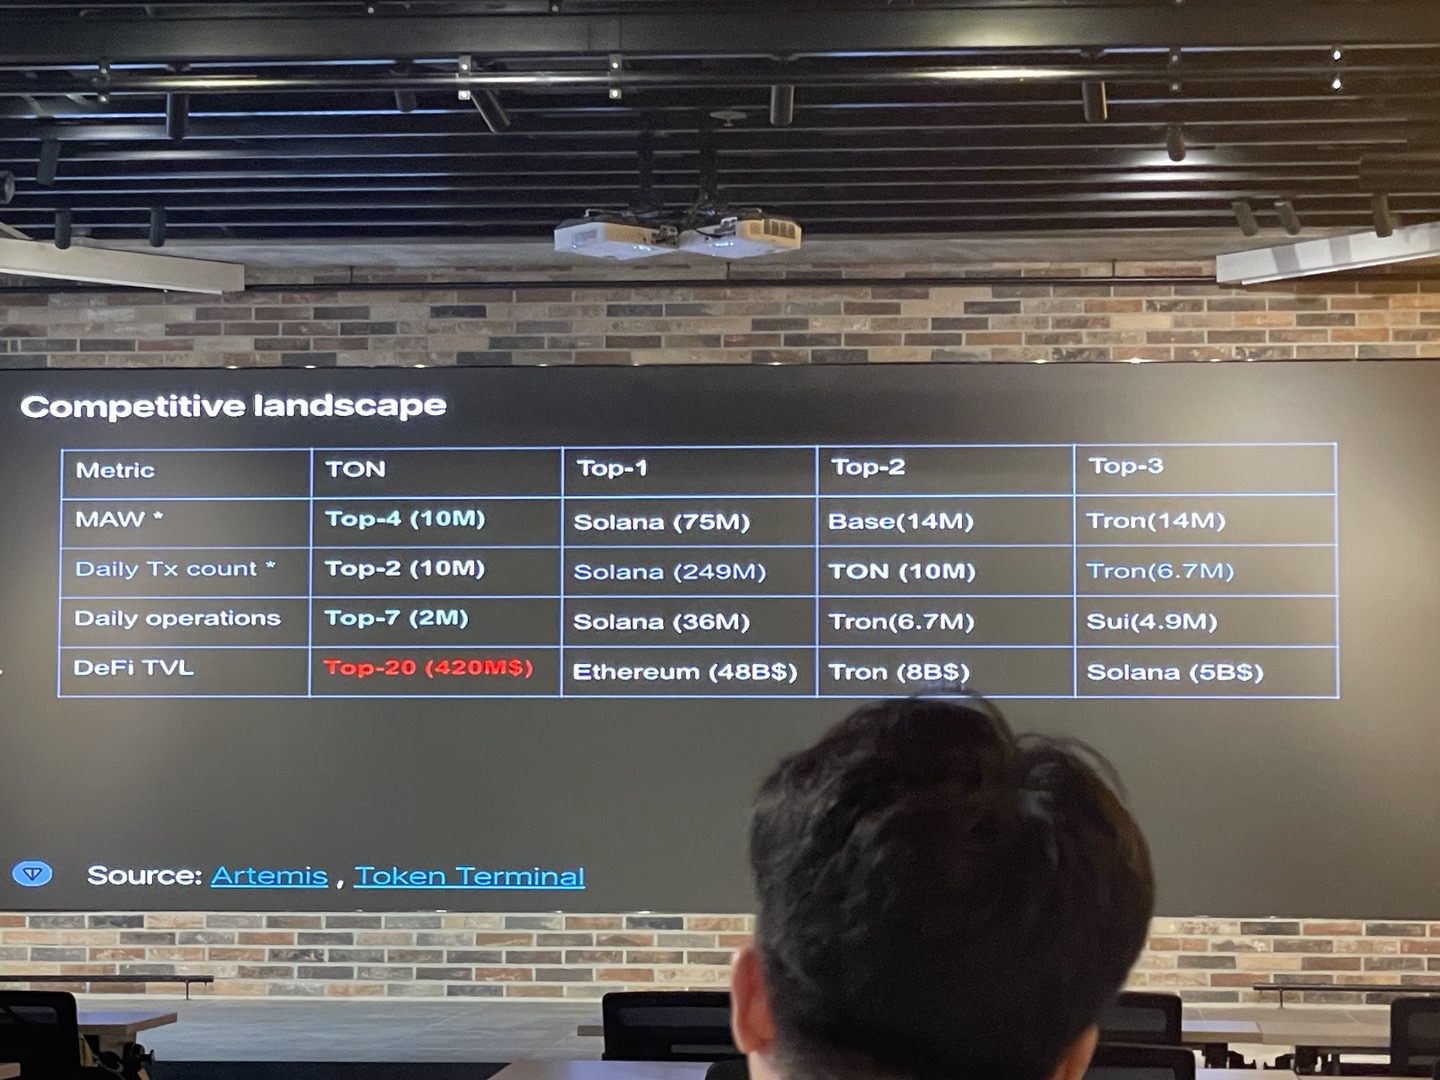 Competitive landscape
Metric TON Top-1 Top-2 Top-3
MAW * Top-4 (10M) Solana (75M) Base(14M) Tron(14M)
Daily Tx count * Top-2 (10M) Solana (249M) TON (10M) Tron(6.7M)
Daily operations Top-7 (2M) Solana (36M) Tron(6.7M) Sui(4.9M)
DeFi TVL Top-20 (420M$) Ethereum (48B$) Tron (8B$) Solana (5B$)
Source: Artemis , Token Terminal